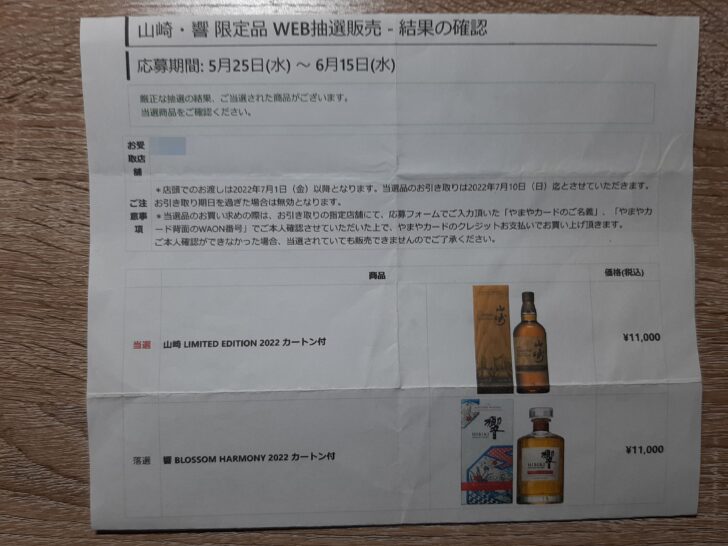 山崎・響 限定品 WEB抽選販売 - 結果の確認
応募期間: 5月25日(水) ～ 6月15日(水)
厳正な抽選の結果、ご当選された商品がございます。
当選商品をご確認ください。
お受
取店
舗
ご注
意事
項
＊店頭でのお渡しは2022年7月1日（金）以降となります。当選品のお引き取りは2022年7月10日（日）迄とさせていただきます。
お引き取り期日を過ぎた場合は無効となります。
＊当選品のお買い求めの際は、お引き取りの指定店舗にて、応募フォームでご入力頂いた「やまやカードのご名義」、「やまやカ
ード背面のWAON番号」でご本人確認させていただいた上で、やまやカードのクレジットお支払いでお買い上げ頂きます。
ご本人確認ができなかった場合、当選されていても販売できませんのでご了承ください。
商品 価格(税込)
当選 山崎 LIMITED EDITION 2022 カートン付 ¥11,000
山崎
山崎
落選 響 BLOSSOM HARMONY 2022 カートン付 ¥11,000
響
HIBIKI
響
HIBIKI